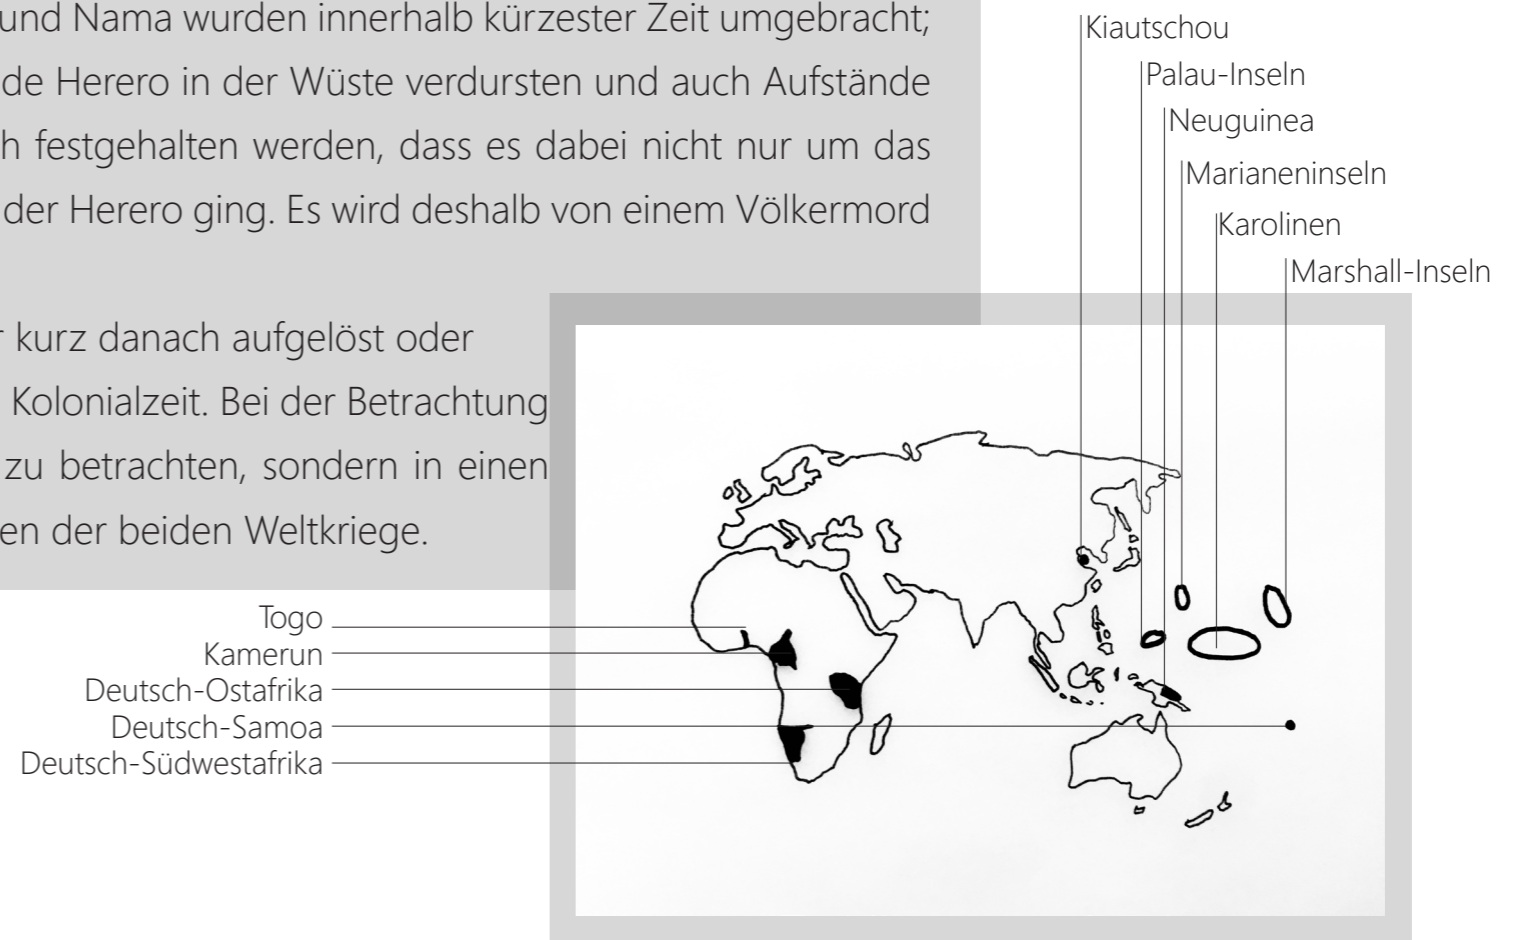 und Nama wurden innerhalb kürzester Zeit umgebracht;
de Herero in der Wüste verdursten und auch Aufstände
h festgehalten werden, dass es dabei nicht nur um das
der Herero ging. Es wird deshalb von einem Völkermord
r kurz danach aufgelöst oder
Kolonialzeit. Bei der Betrachtung
zu betrachten, sondern in einen
en der beiden Weltkriege.
Kiautschou
Palau-Inseln
Neuguinea
Marianeninseln
Karolinen
Marshall-Inseln
Togo
Kamerun
Deutsch-Ostafrika
Deutsch-Samoa
Deutsch-Südwestafrika